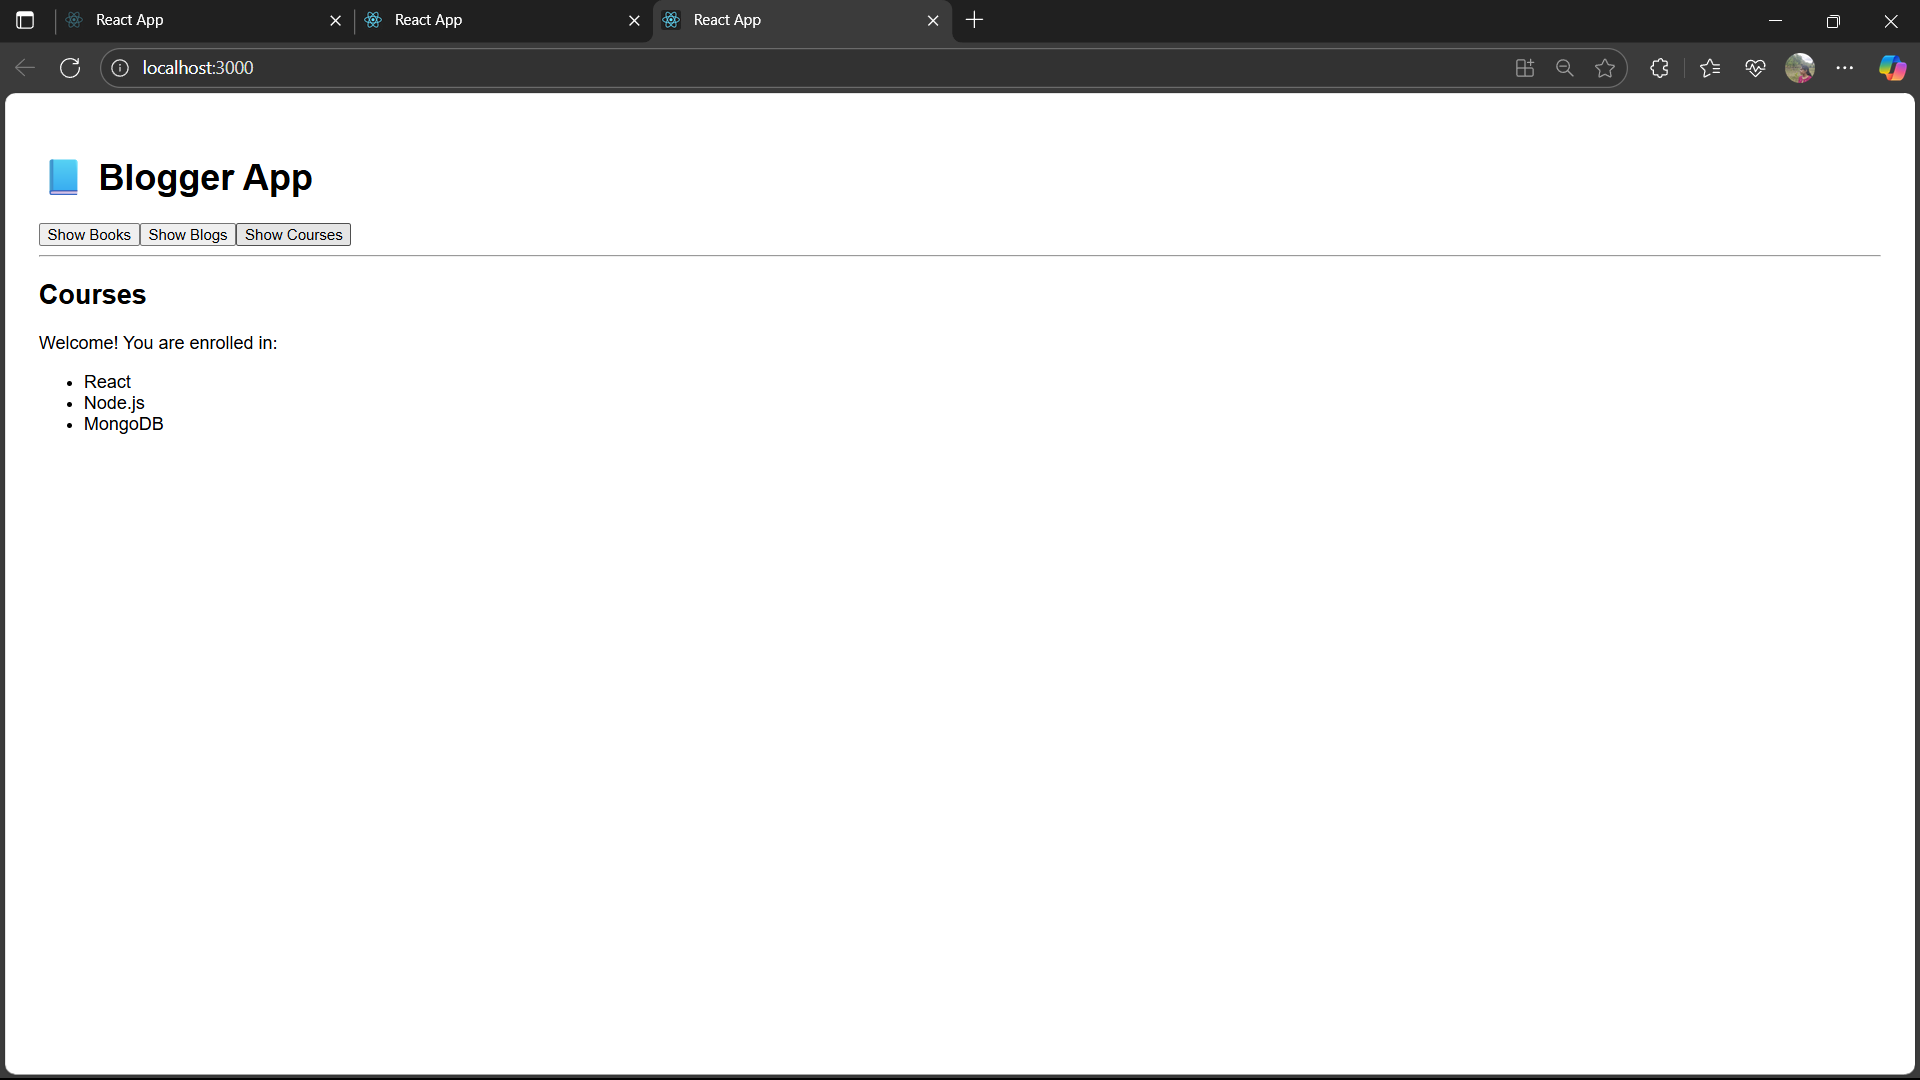 React App
React App
React App
localhost:3000
Blogger App
Show Books Show Blogs Show Courses
Courses
Welcome! You are enrolled in:
React
Node.js
MongoDB